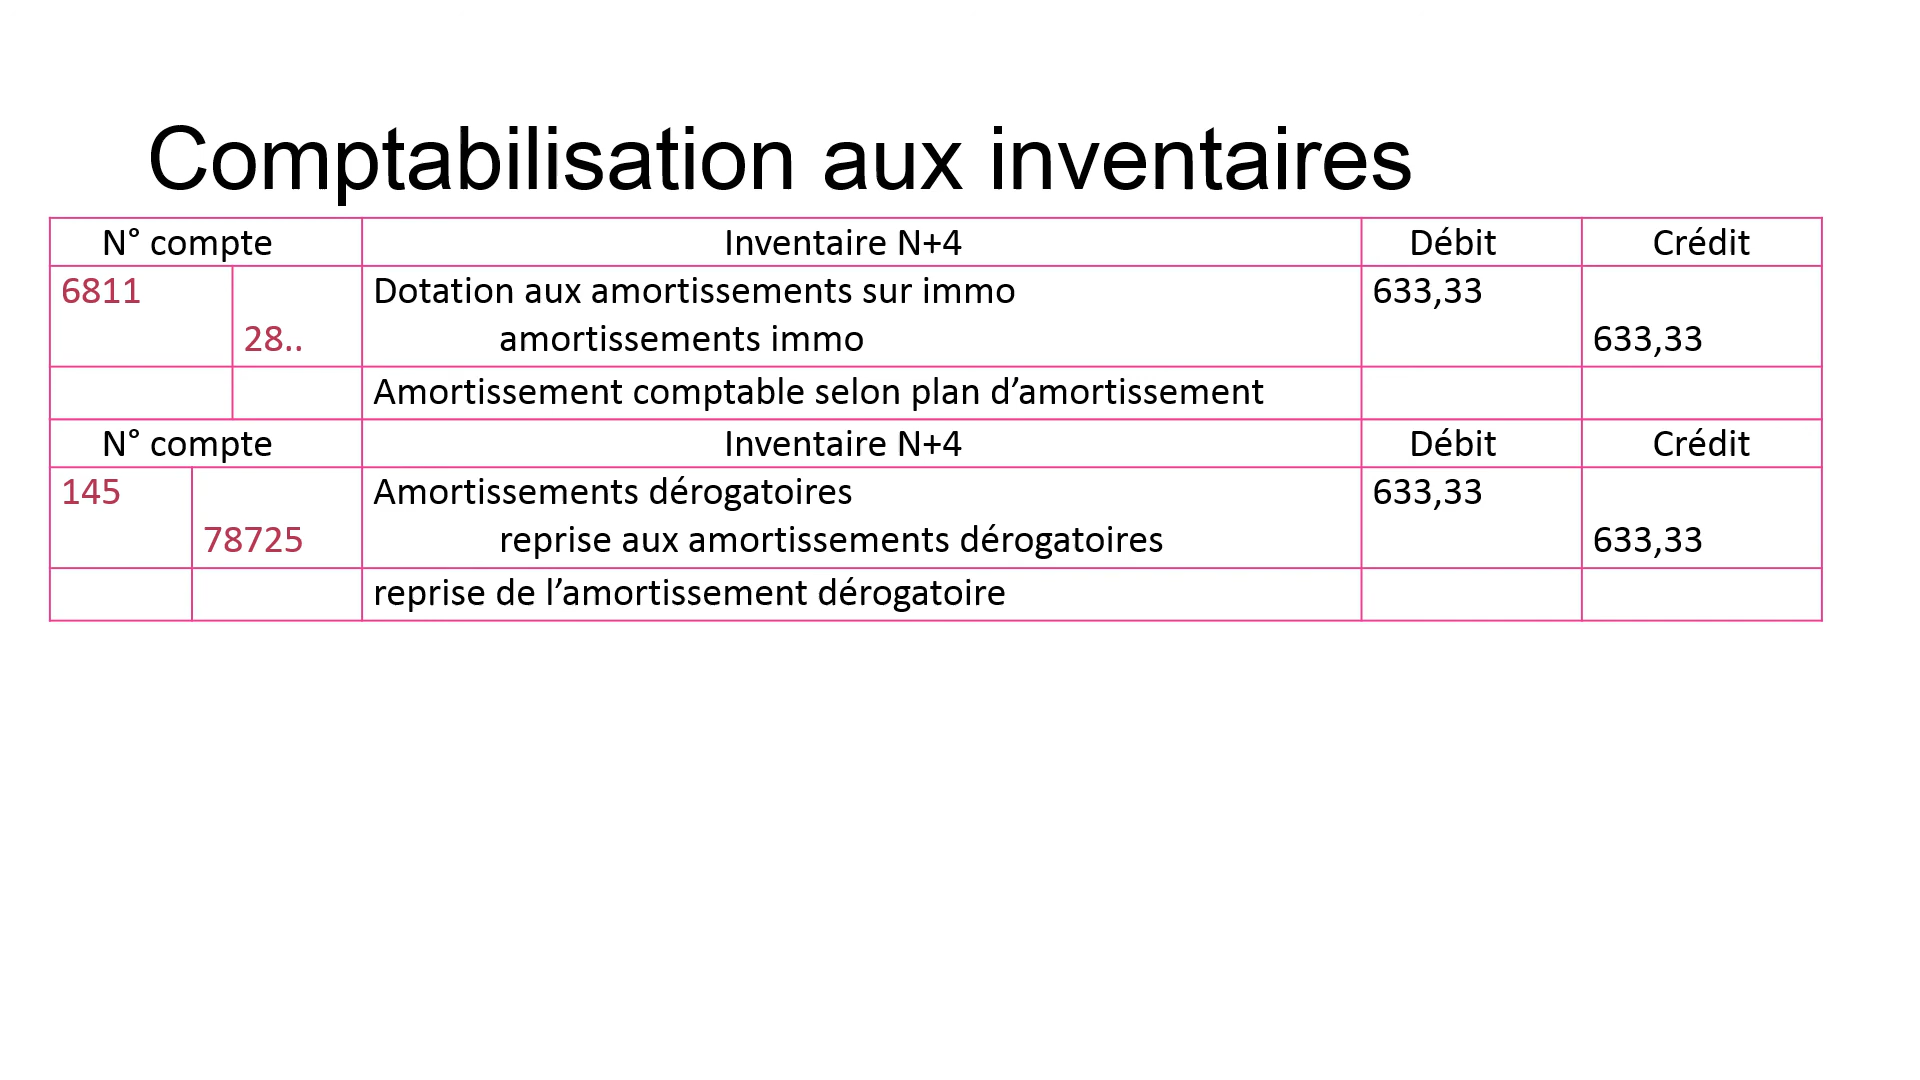 Comptabilisation aux inventaires
N° compte Inventaire N+4 Débit Crédit
6811 Dotation aux amortissements sur immo 633,33
28.. amortissements immo 633,33
Amortissement comptable selon plan d’amortissement
N° compte Inventaire N+4 Débit Crédit
145 Amortissements dérogatoires 633,33
78725 reprise aux amortissements dérogatoires 633,33
reprise de l’amortissement dérogatoire